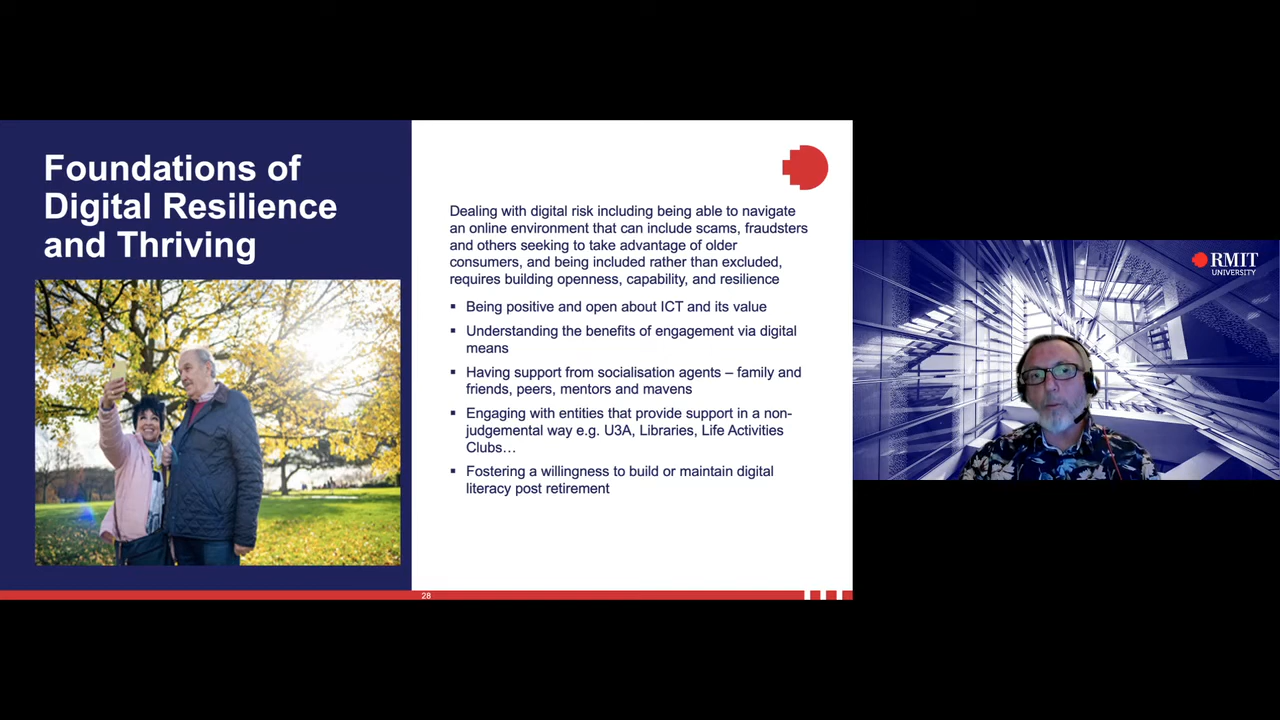 Foundations of
Digital Resilience
and Thriving
Dealing with digital risk including being able to navigate
an online environment that can include scams, fraudsters
and others seeking to take advantage of older
consumers, and being included rather than excluded,
requires building openness, capability, and resilience
▪ Being positive and open about ICT and its value
▪ Understanding the benefits of engagement via digital
means
▪ Having support from socialisation agents – family and
friends, peers, mentors and mavens
▪ Engaging with entities that provide support in a non-
judgemental way e.g. U3A, Libraries, Life Activities
Clubs…
▪ Fostering a willingness to build or maintain digital
literacy post retirement
28
RMIT
UNIVERSITY